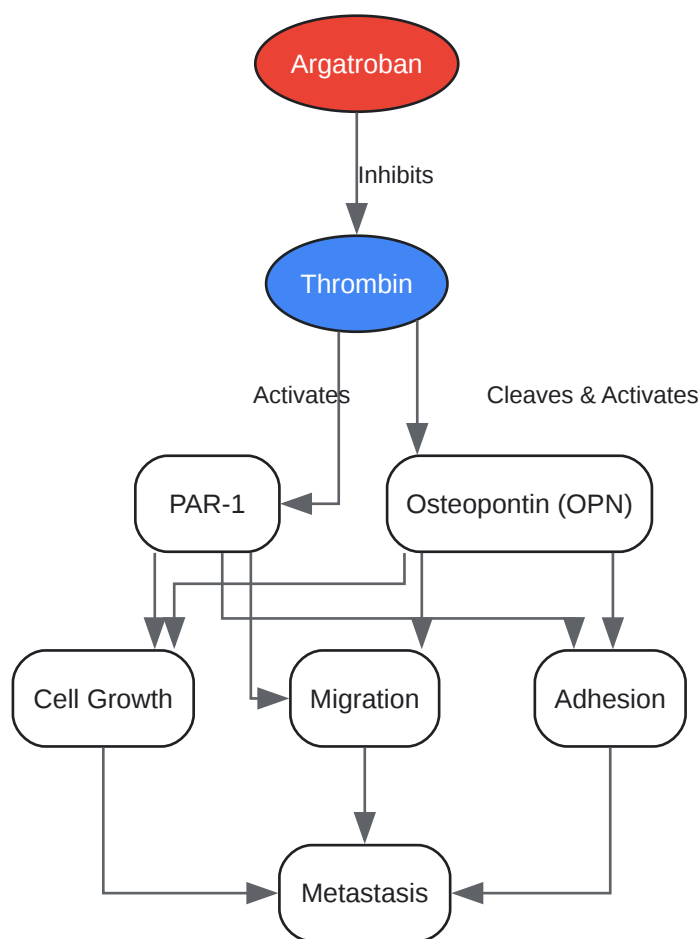 Argatroban
Inhibits
Thrombin
Activates
Cleaves & Activates
PAR-1
Osteopontin (OPN)
Cell Growth
Migration
Adhesion
Metastasis